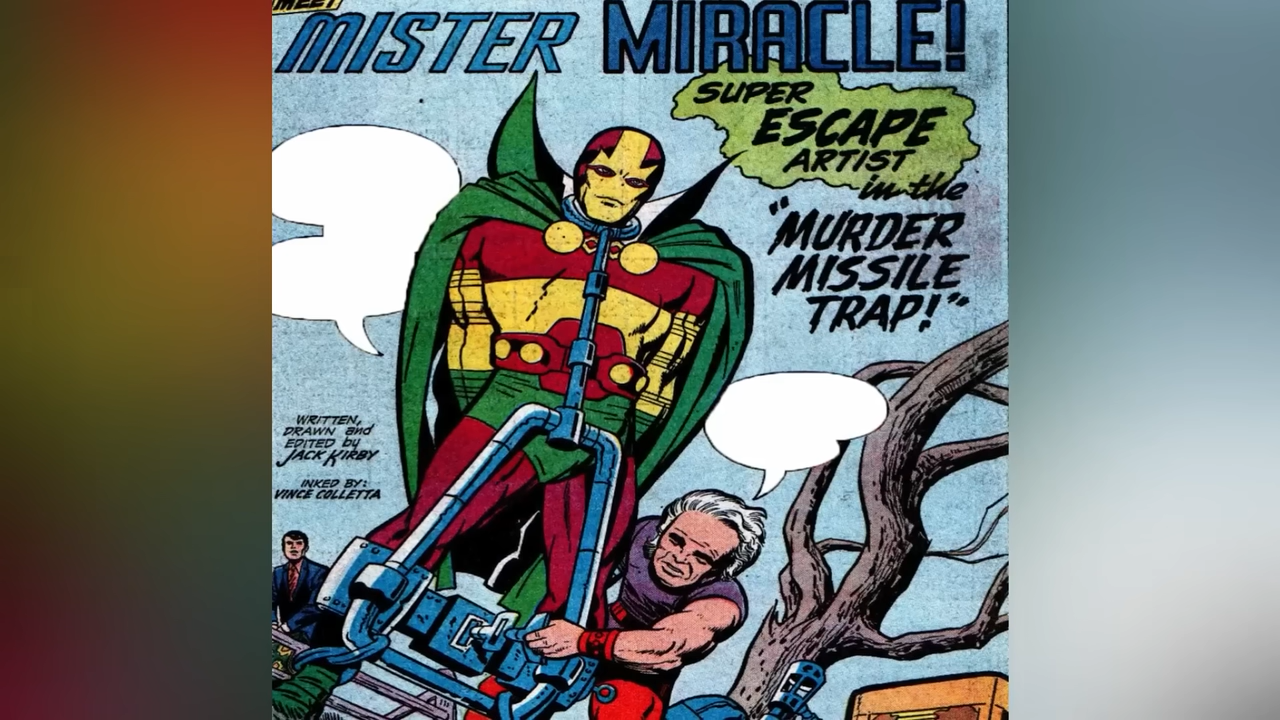 MEET
MISTER MIRACLE!
SUPER
ESCAPE
ARTIST
in the
"MURDER
MISSILE
TRAP!"
WRITTEN,
DRAWN and
EDITED by
JACK KIRBY
INKED BY:
VINCE COLLETTA